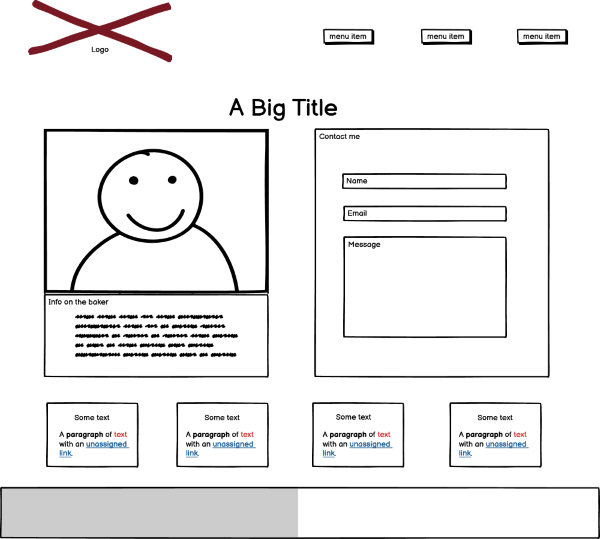 Logo
menu item
menu item
menu item
A Big Title
Contact me
Name
Email
Message
Info on the baker
Some text
A paragraph of text
with an unassigned
link.
Some text
A paragraph of text
with an unassigned
link.
Some text
A paragraph of text
with an unassigned
link.
Some text
A paragraph of text
with an unassigned
link.